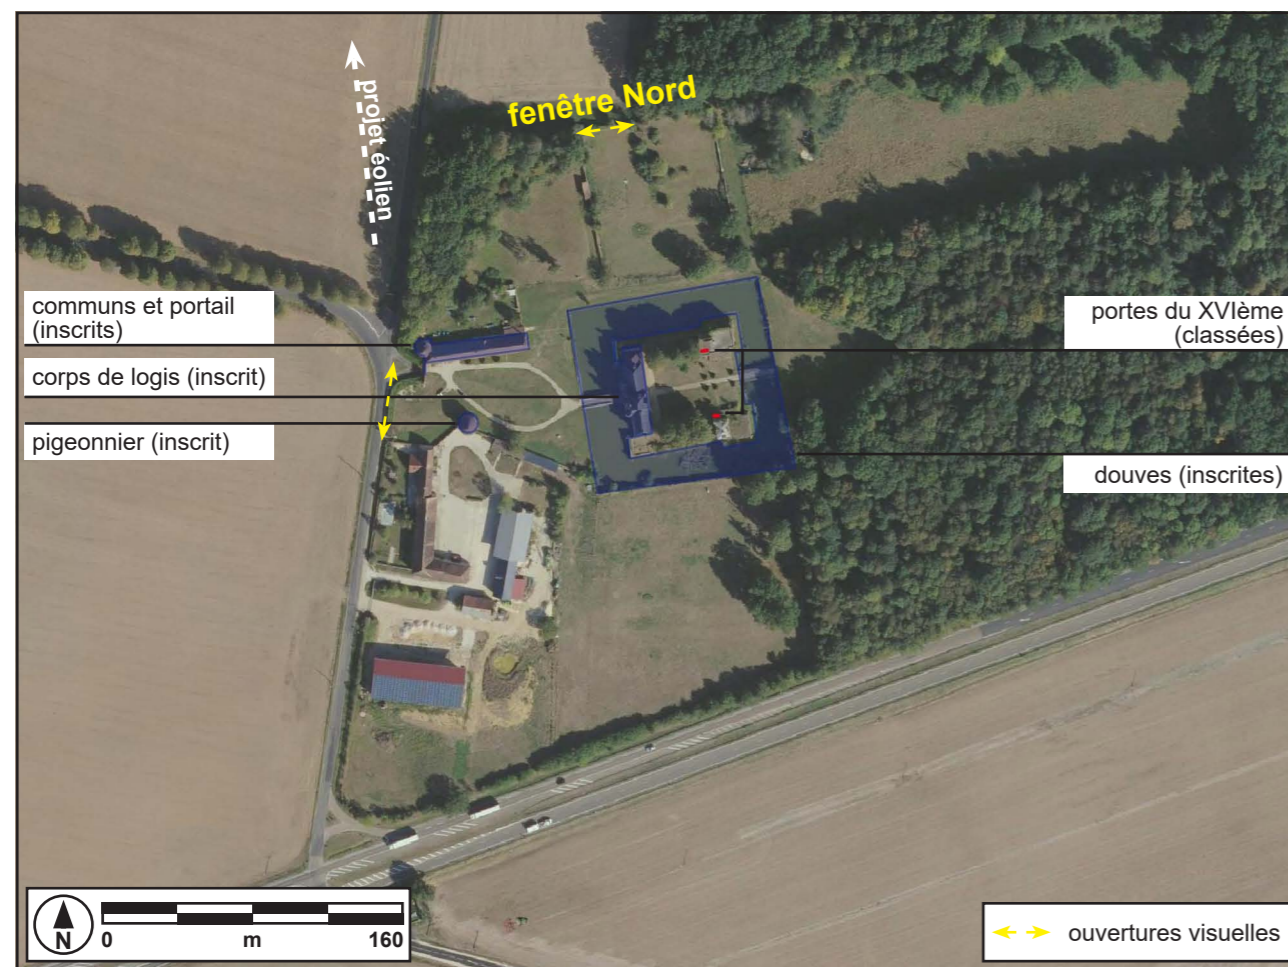 fenêtre Nord
projet éolien
communs et portail
(inscrits)
corps de logis (inscrit)
pigeonnier (inscrit)
portes du XVIème
(classées)
douves (inscrites)
N
0 m 160
ouvertures visuelles